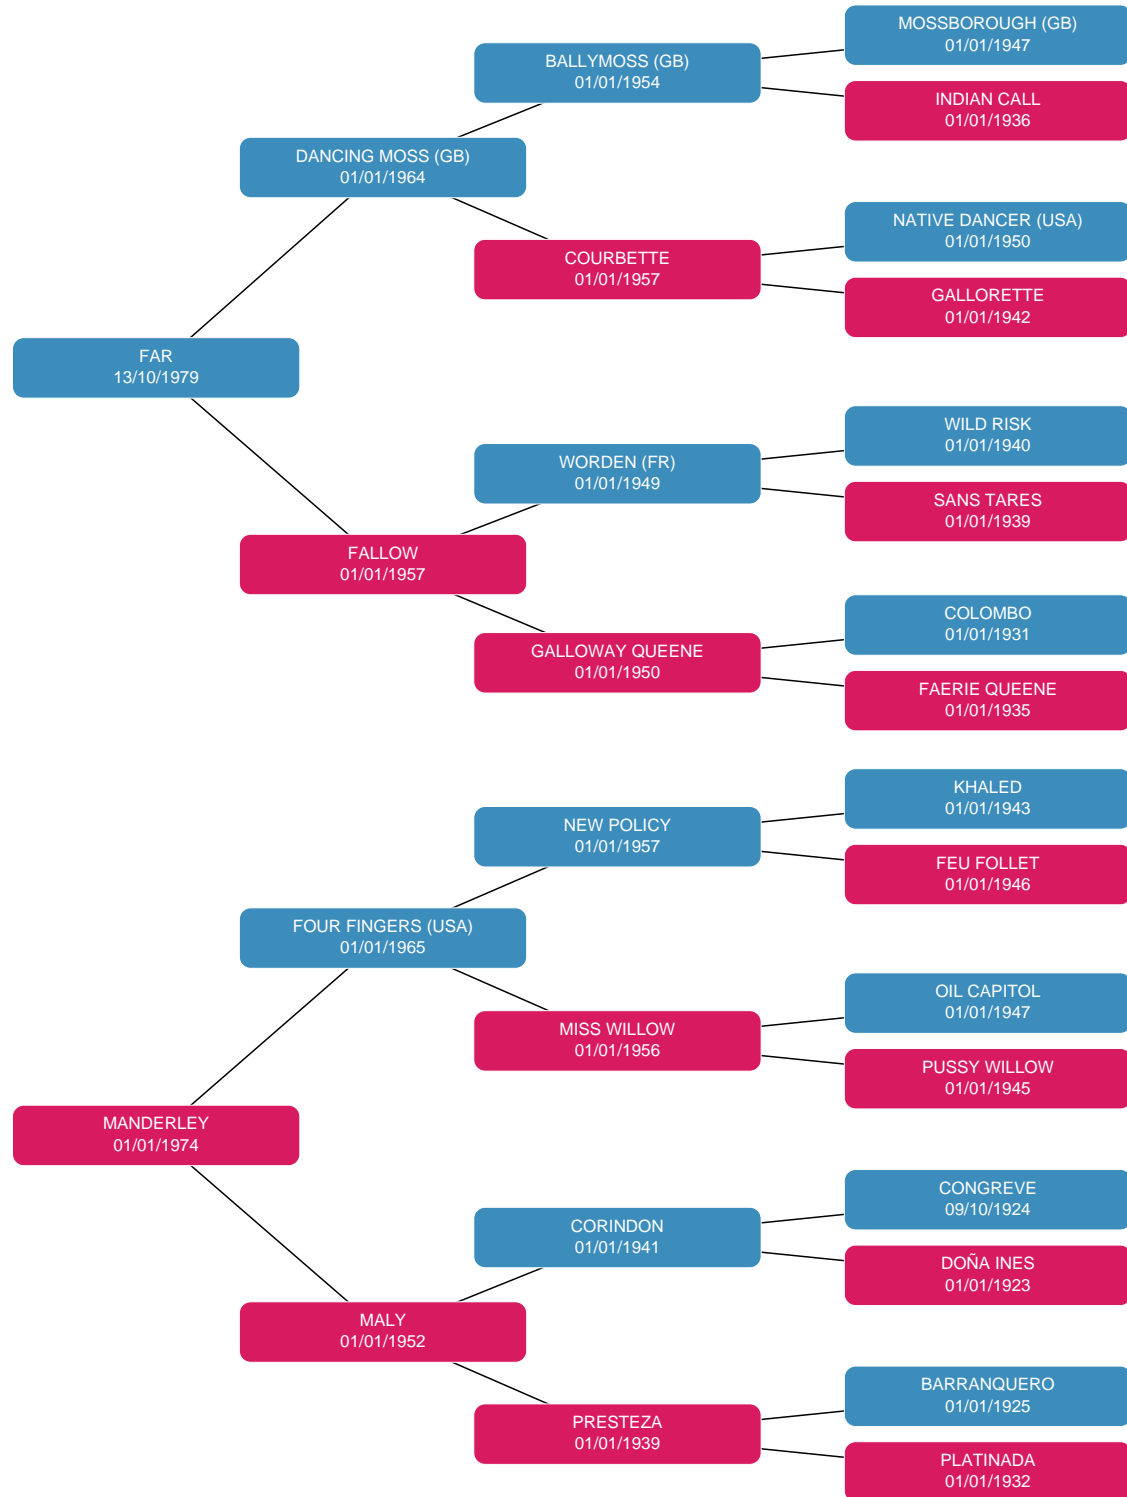 MOSSBOROUGH (GB)
01/01/1947
BALLYMOSS (GB)
01/01/1954
INDIAN CALL
01/01/1936
DANCING MOSS (GB)
01/01/1964
NATIVE DANCER (USA)
01/01/1950
COURBETTE
01/01/1957
GALLORETTE
01/01/1942
FAR
13/10/1979
WILD RISK
01/01/1940
WORDEN (FR)
01/01/1949
SANS TARES
01/01/1939
FALLOW
01/01/1957
COLOMBO
01/01/1931
GALLOWAY QUEENE
01/01/1950
FAERIE QUEENE
01/01/1935
KHALED
01/01/1943
NEW POLICY
01/01/1957
FEU FOLLET
01/01/1946
FOUR FINGERS (USA)
01/01/1965
OIL CAPITOL
01/01/1947
MISS WILLOW
01/01/1956
PUSSY WILLOW
01/01/1945
MANDERLEY
01/01/1974
CONGREVE
09/10/1924
CORINDON
01/01/1941
DOÑA INES
01/01/1923
MALY
01/01/1952
BARRANQUERO
01/01/1925
PRESTEZA
01/01/1939
PLATINADA
01/01/1932